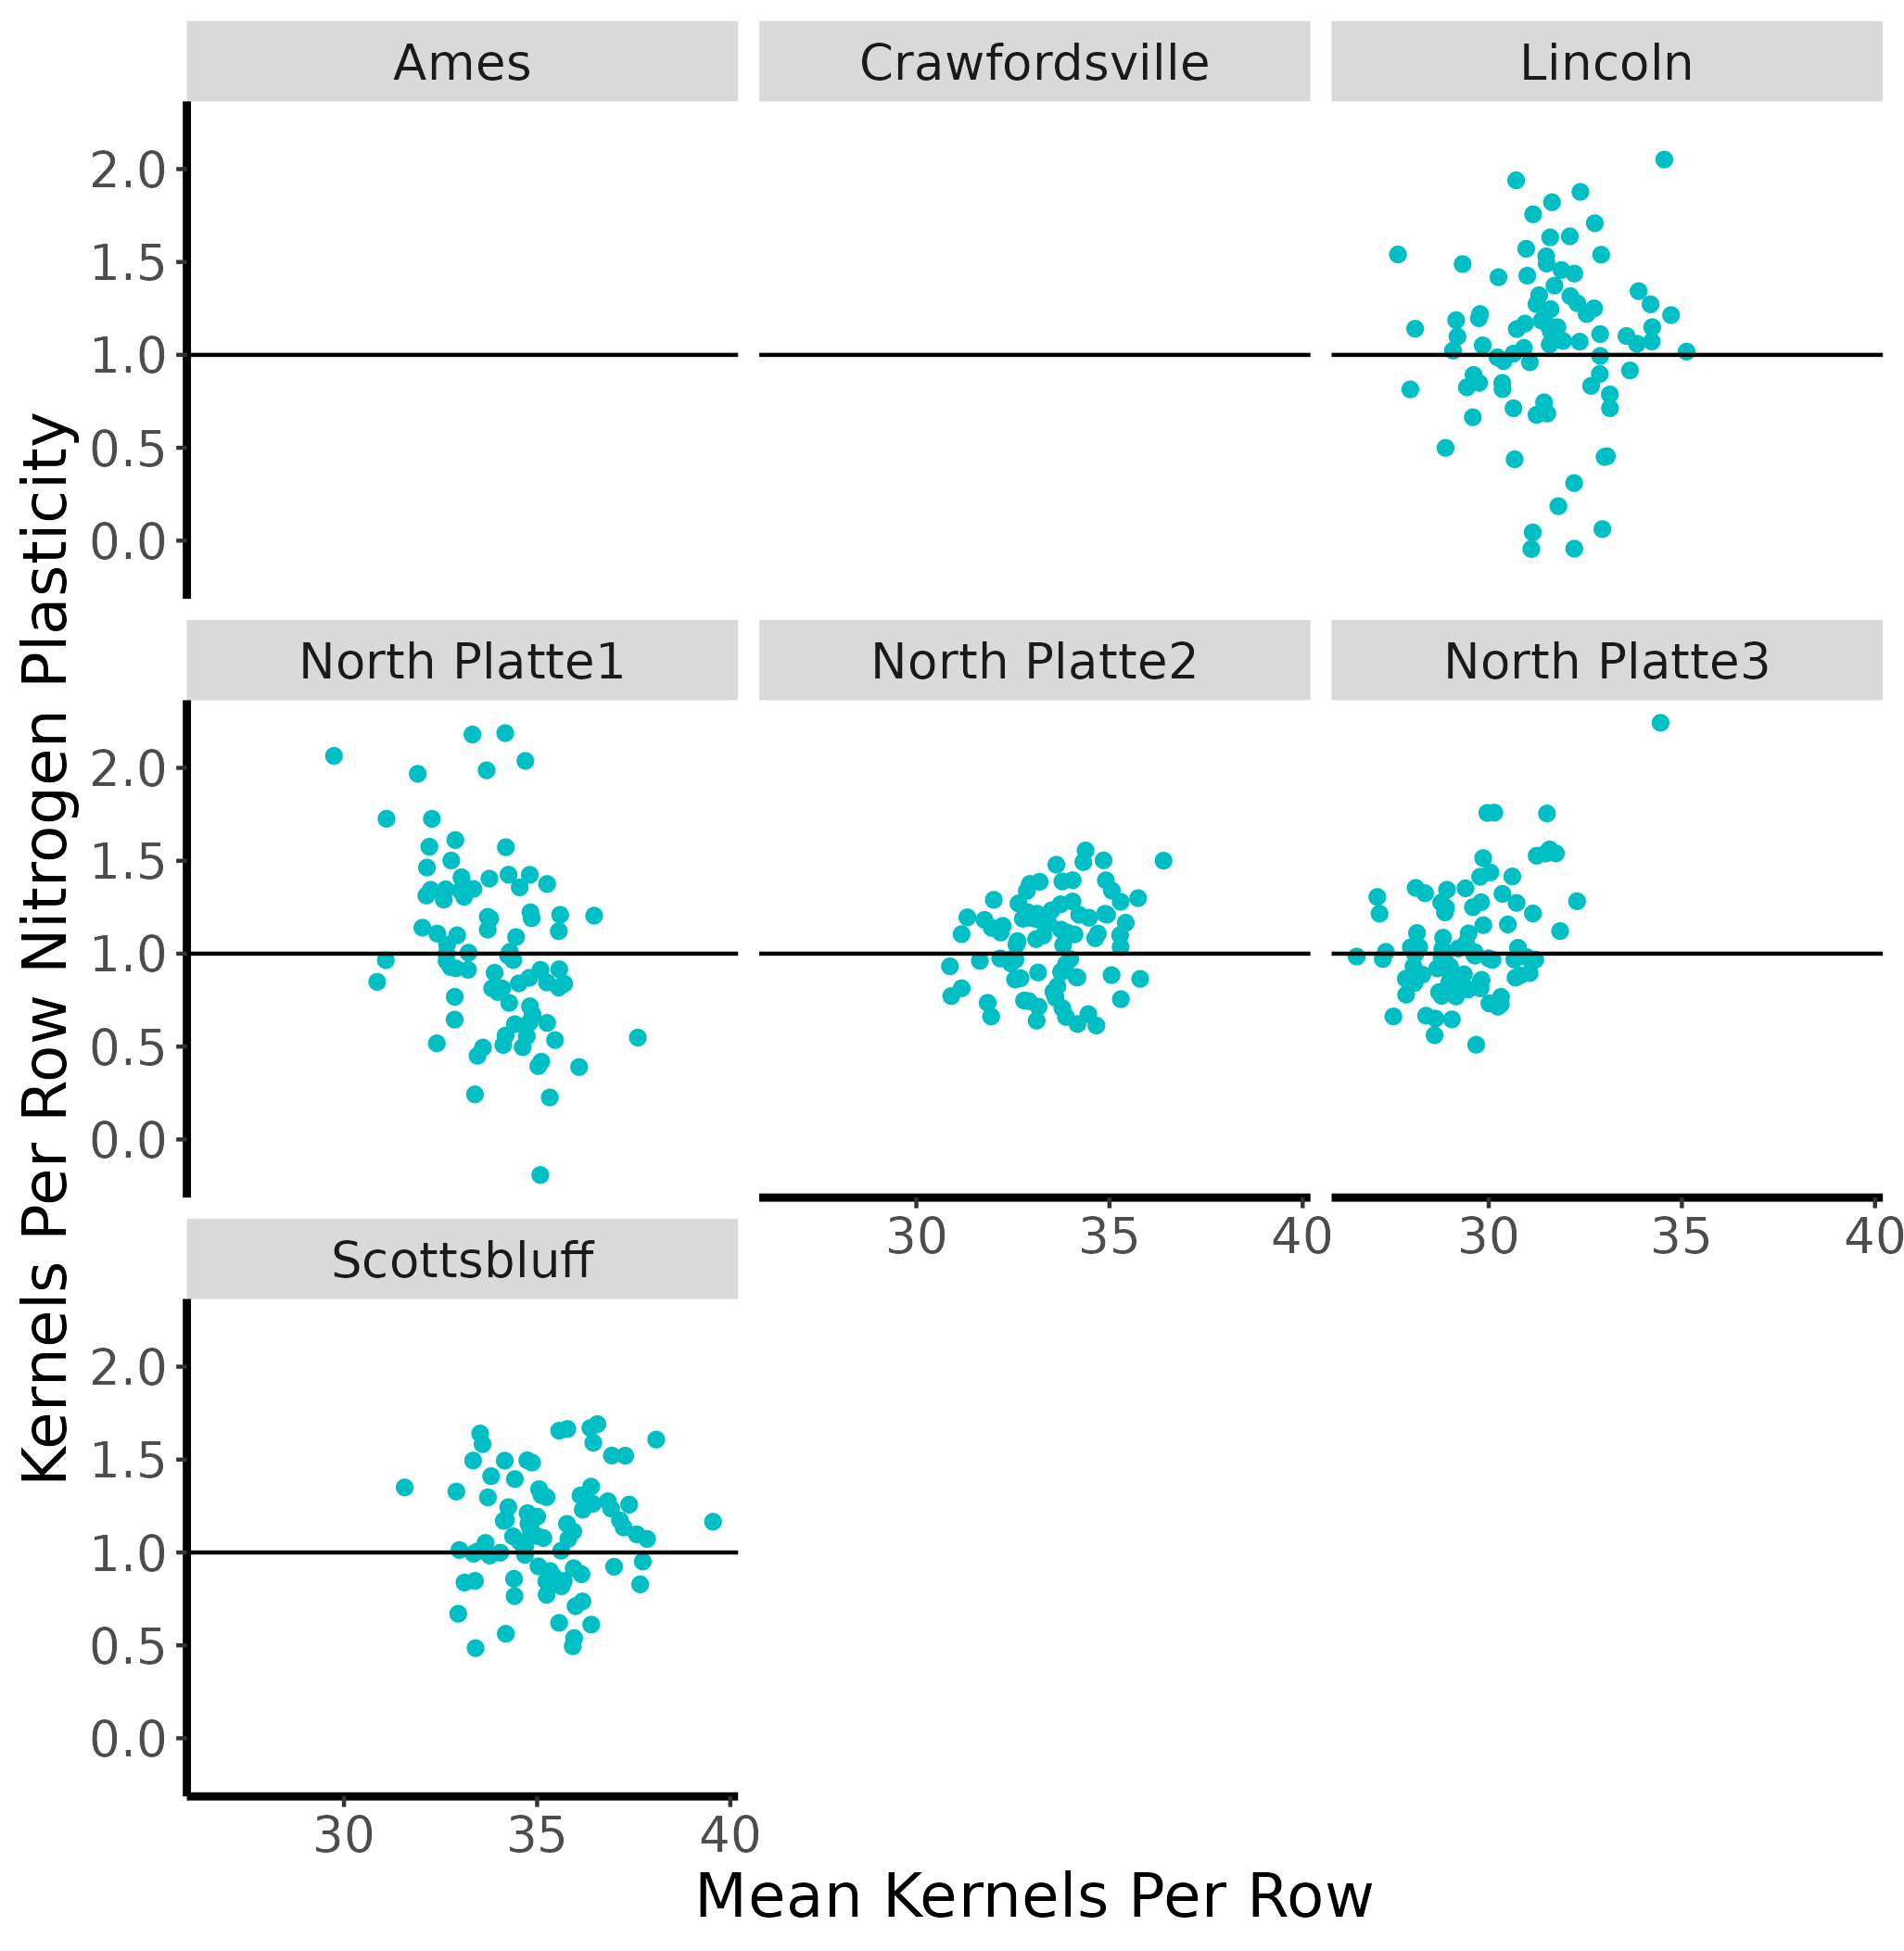 Ames
Crawfordsville
Lincoln
2.0
1.5
1.0
0.5
0.0
North Platte1
North Platte2
North Platte3
2.0
1.5
1.0
0.5
0.0
30 35 40
30 35 40
Scottsbluff
2.0
1.5
1.0
0.5
0.0
30 35 40
Mean Kernels Per Row
Kernels Per Row Nitrogen Plasticity